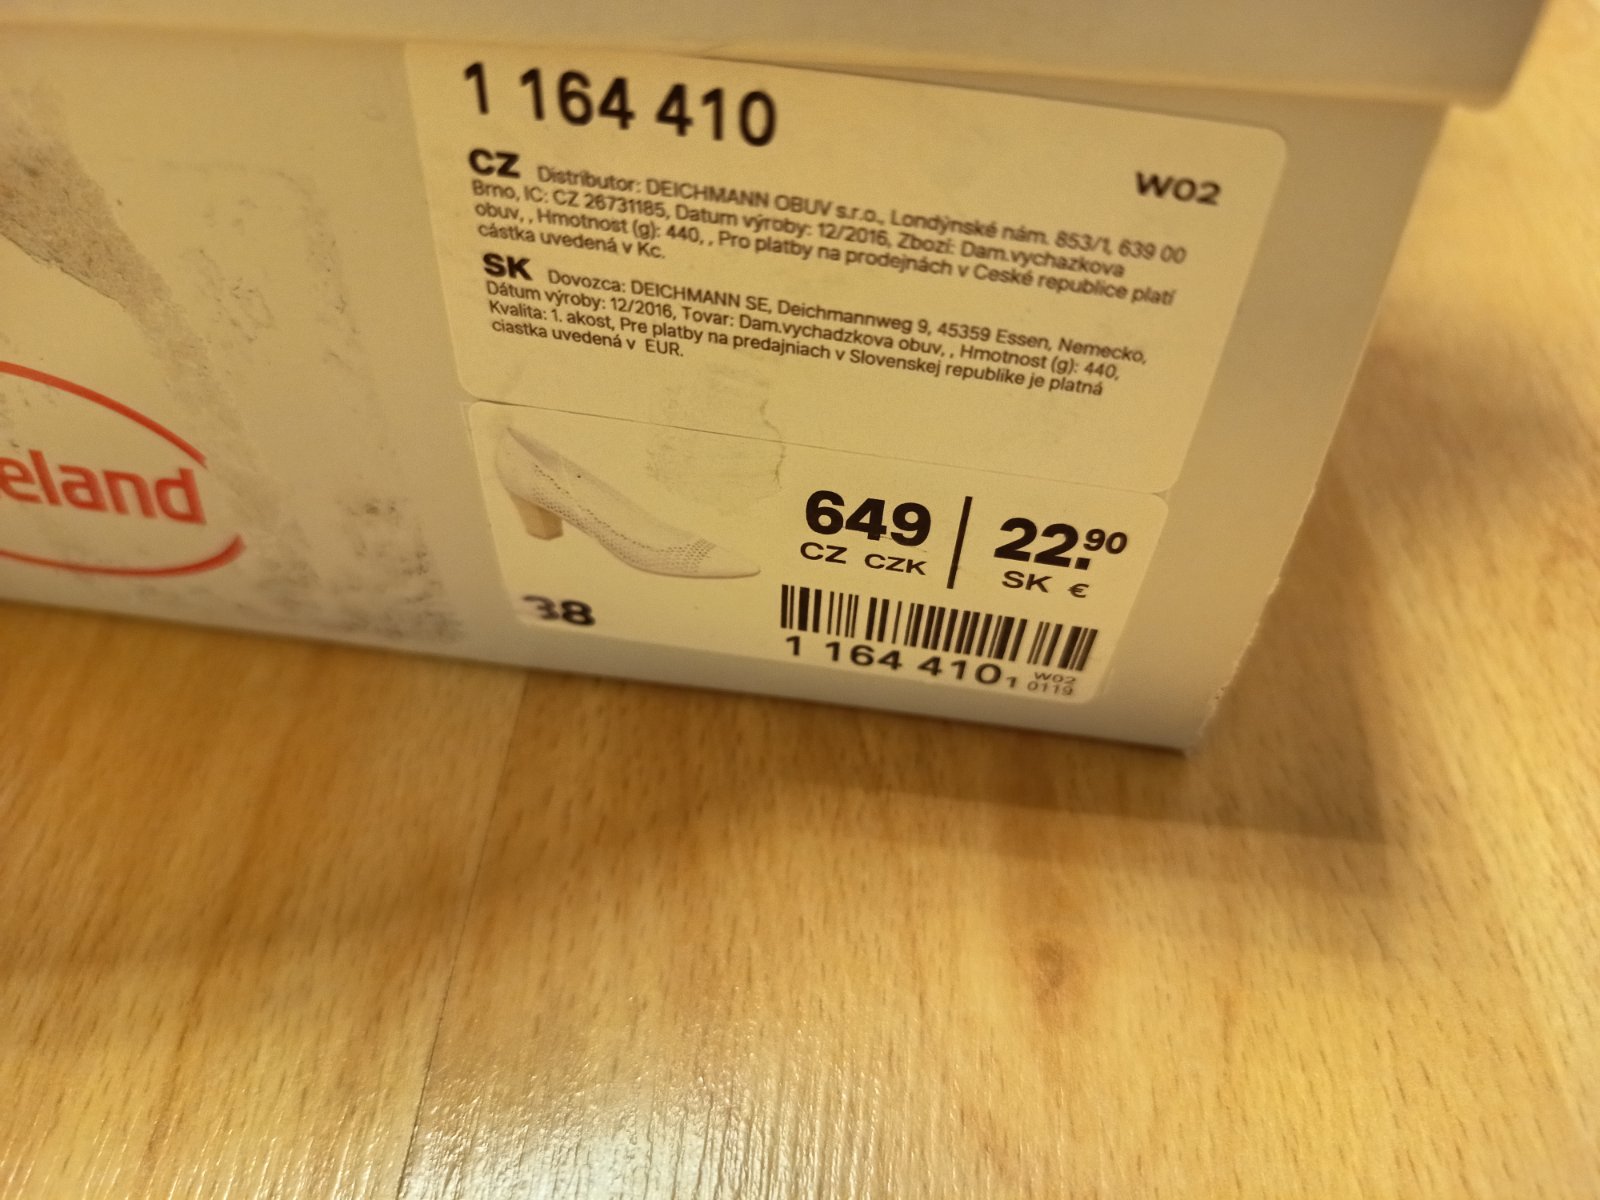 1 164 410
W02
CZ Distributor: DEICHMANN OBUV s.r.o., Londýnské nám. 853/1, 639 00
Brno, IC: CZ 26731185, Datum výroby: 12/2016, Zbozí: Dam.vychazkova
obuv, , Hmotnost (g): 440, , Pro platby na prodejnách v Ceské republice platí
cástka uvedená v Kc.
SK Dovozca: DEICHMANN SE, Deichmannweg 9, 45359 Essen, Nemecko,
Dátum výroby: 12/2016, Tovar: Dam.vychadzkova obuv, , Hmotnost (g): 440,
Kvalita: 1. akost, Pre platby na predajniach v Slovenskej republike je platná
ciastka uvedená v EUR.
eland
649
CZ CZK
22.90
SK €
38
1 164 410 1
W02
0119